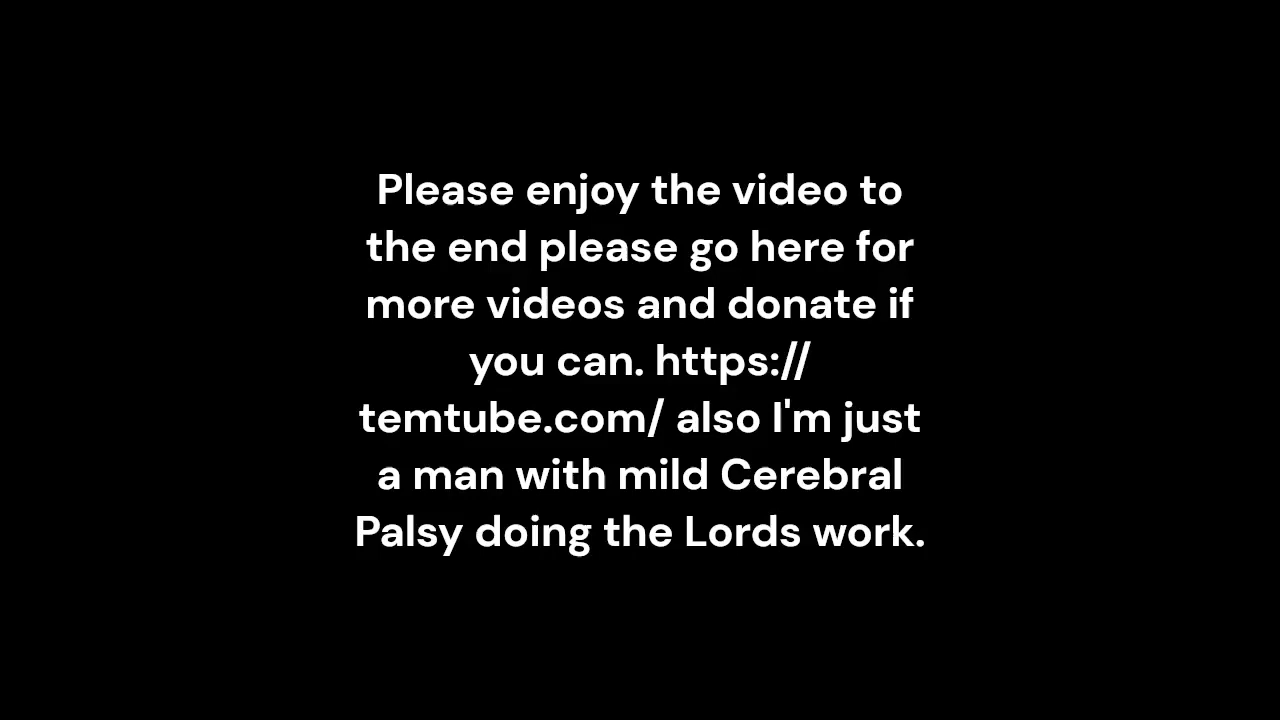 Please enjoy the video to
the end please go here for
more videos and donate if
you can. https://
temtube.com/ also I'm just
a man with mild Cerebral
Palsy doing the Lords work.